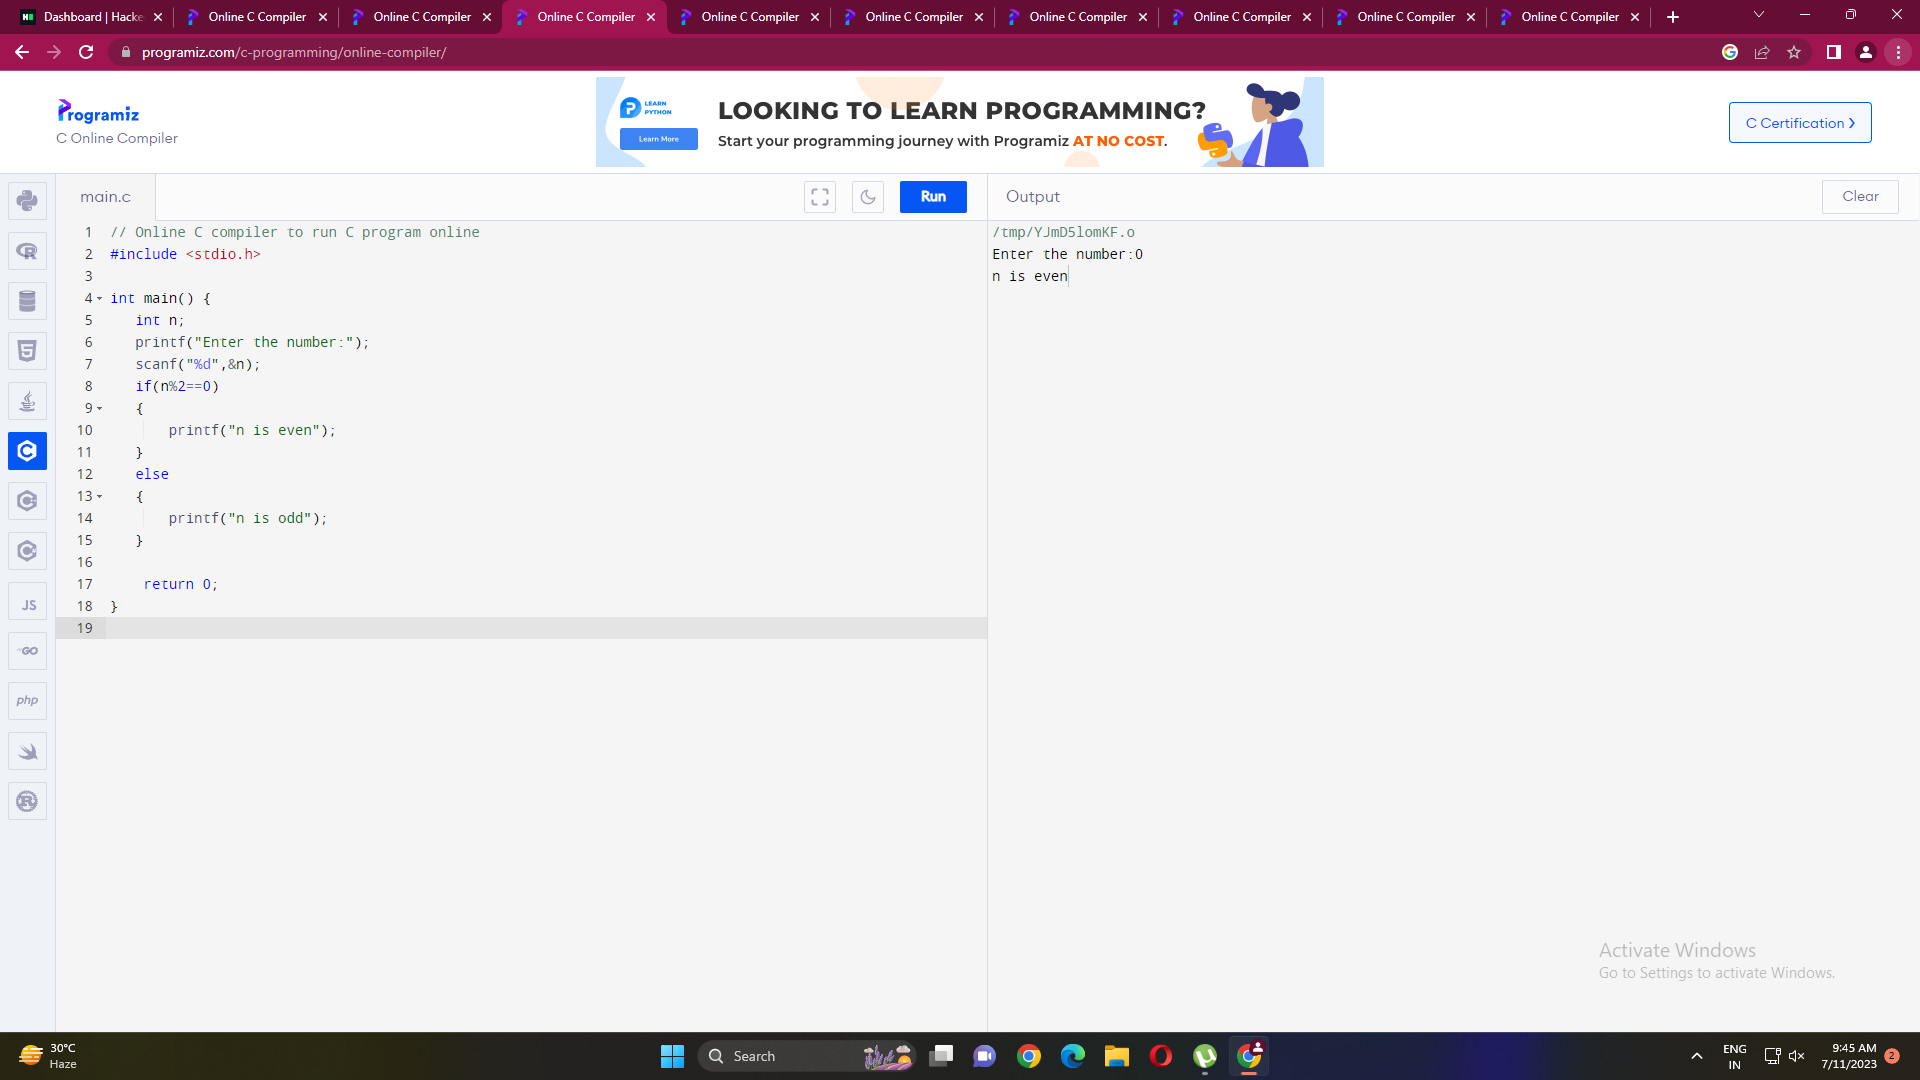 Dashboard | Hacke
Online C Compiler
Online C Compiler
Online C Compiler
Online C Compiler
Online C Compiler
Online C Compiler
Online C Compiler
Online C Compiler
Online C Compiler
programiz.com/c-programming/online-compiler/
Programiz
C Online Compiler
LEARN
PYTHON
Learn More
LOOKING TO LEARN PROGRAMMING?
Start your programming journey with Programiz AT NO COST.
C Certification
main.c
Run
Output
Clear
1 // Online C compiler to run C program online
2 #include <stdio.h>
3
4 int main() {
5 int n;
6 printf("Enter the number:");
7 scanf("%d",&n);
8 if(n%2==0)
9 {
10 printf("n is even");
11 }
12 else
13 {
14 printf("n is odd");
15 }
16
17 return 0;
18 }
19
/tmp/YJmD5lomKF.o
Enter the number:0
n is even
JS
GO
php
Activate Windows
Go to Settings to activate Windows.
30°C
Haze
Search
ENG
IN
9:45 AM
7/11/2023
2